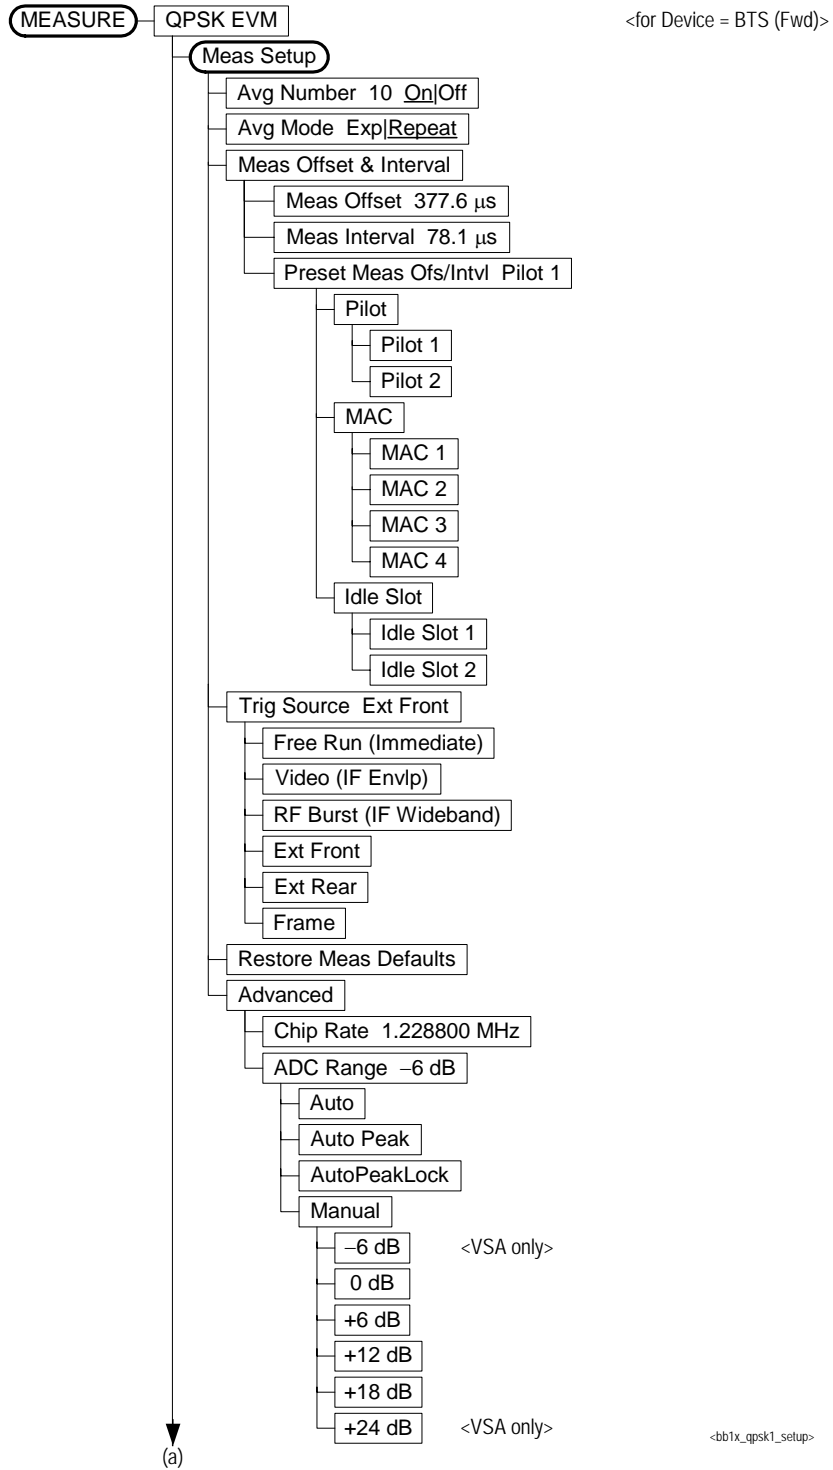 MEASURE QPSK EVM <for Device = BTS (Fwd)>
Meas Setup
Avg Number 10 On|Off
Avg Mode Exp|Repeat
Meas Offset & Interval
Meas Offset 377.6 μs
Meas Interval 78.1 μs
Preset Meas Ofs/Intvl Pilot 1
Pilot
Pilot 1
Pilot 2
MAC
MAC 1
MAC 2
MAC 3
MAC 4
Idle Slot
Idle Slot 1
Idle Slot 2
Trig Source Ext Front
Free Run (Immediate)
Video (IF Envlp)
RF Burst (IF Wideband)
Ext Front
Ext Rear
Frame
Restore Meas Defaults
Advanced
Chip Rate 1.228800 MHz
ADC Range −6 dB
Auto
Auto Peak
AutoPeakLock
Manual
−6 dB <VSA only>
0 dB
+6 dB
+12 dB
+18 dB
+24 dB <VSA only>
<bb1x_qpsk1_setup>
(a)